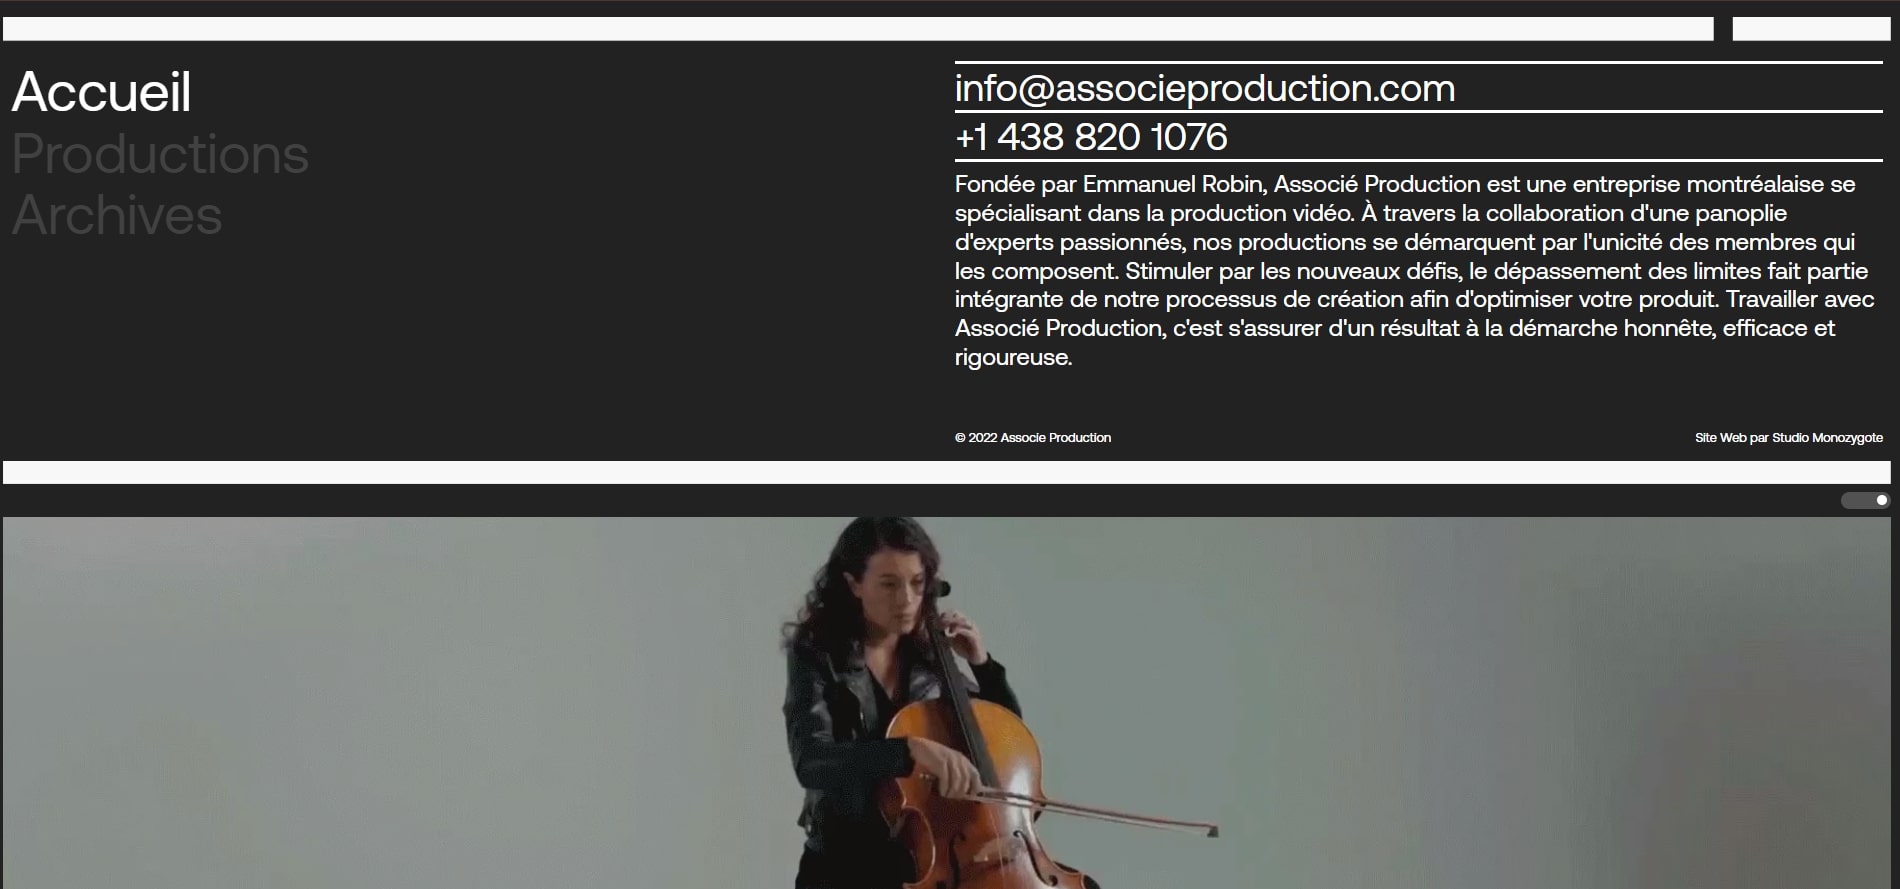 Accueil
Productions
Archives
info@associeproduction.com
+1 438 820 1076
Fondée par Emmanuel Robin, Associé Production est une entreprise montréalaise se
spécialisant dans la production vidéo. À travers la collaboration d'une panoplie
d'experts passionnés, nos productions se démarquent par l'unicité des membres qui
les composent. Stimuler par les nouveaux défis, le dépassement des limites fait partie
intégrante de notre processus de création afin d'optimiser votre produit. Travailler avec
Associé Production, c'est s'assurer d'un résultat à la démarche honnête, efficace et
rigoureuse.
© 2022 Associe Production
Site Web par Studio Monozygote